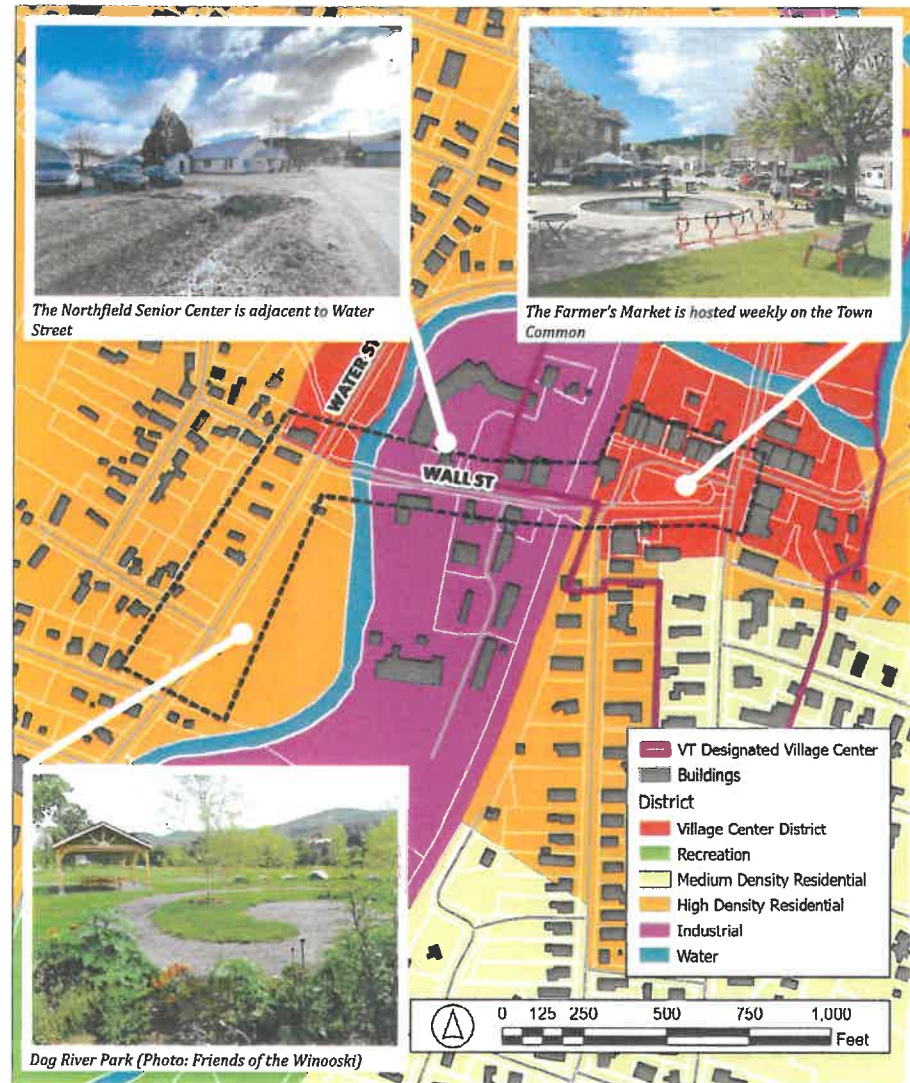 The Northfield Senior Center is adjacent to Water
Street
The Farmer's Market is hosted weekly on the Town
Common
WATER ST
WALL ST
VT Designated Village Center
Buildings
District
Village Center District
Recreation
Medium Density Residential
High Density Residential
Industrial
Water
0 125 250 500 750 1,000
Feet
Dog River Park (Photo: Friends of the Winooski)